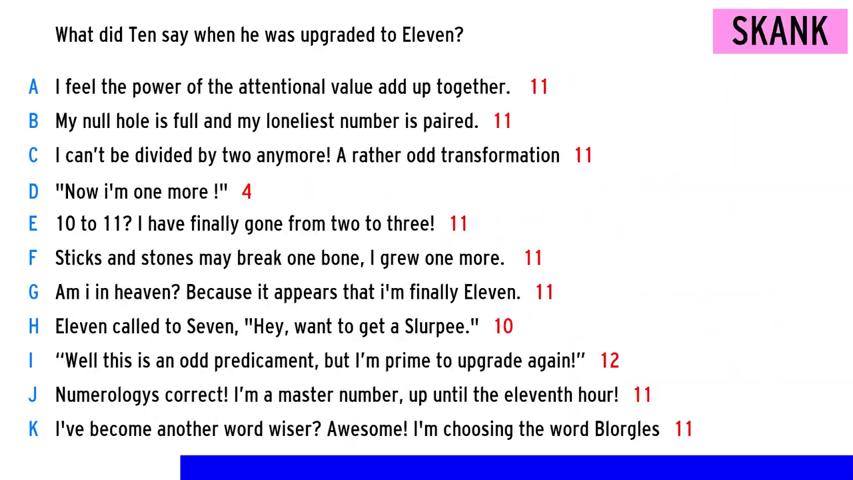 What did Ten say when he was upgraded to Eleven?
SKANK
A I feel the power of the attentional value add up together. 11
B My null hole is full and my loneliest number is paired. 11
C I can't be divided by two anymore! A rather odd transformation 11
D "Now i'm one more !" 4
E 10 to 11? I have finally gone from two to three! 11
F Sticks and stones may break one bone, I grew one more. 11
G Am i in heaven? Because it appears that i'm finally Eleven. 11
H Eleven called to Seven, "Hey, want to get a Slurpee." 10
I “Well this is an odd predicament, but I’m prime to upgrade again!” 12
J Numerologys correct! I’m a master number, up until the eleventh hour! 11
K I've become another word wiser? Awesome! I'm choosing the word Blorgles 11